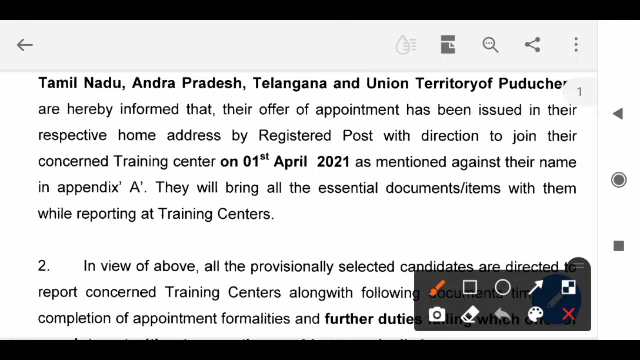 Tamil Nadu, Andra Pradesh, Telangana and Union Territoryof
1
are hereby informed that, their offer of appointment has been issued in their
respective home address by Registered Post with direction to join their
concerned Training center on 01st April 2021 as mentioned against their name
in appendix' A'. They will bring all the essential documents/items with them
while reporting at Training Centers.
2. In view of above, all the provisionally selected candidates are directed to
report concerned Training Centers alongwith following documents
completion of appointment formalities and further duties which